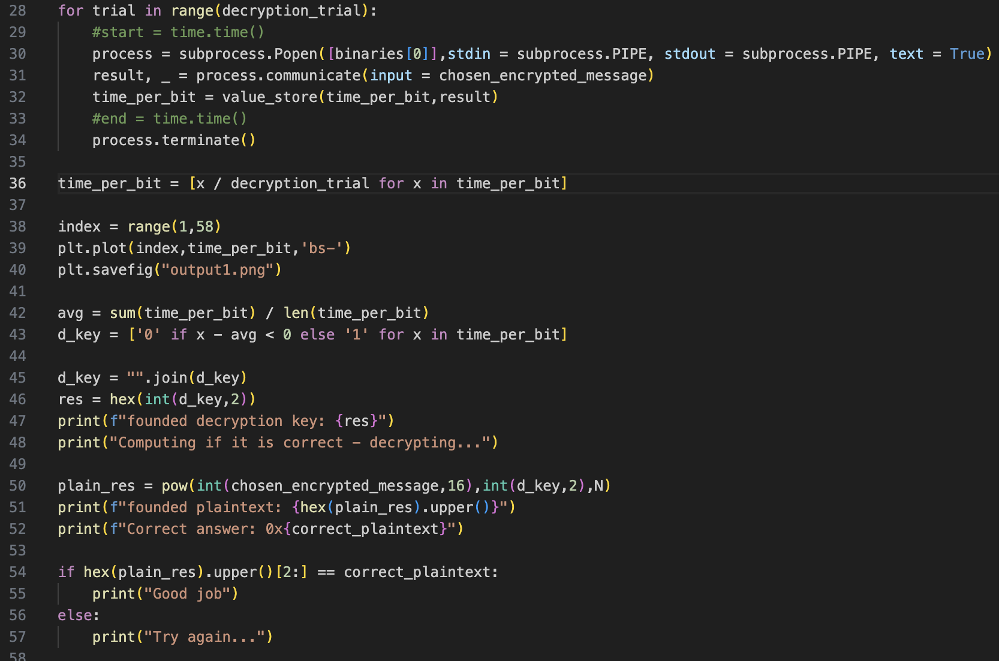 28 for trial in range(decryption_trial):
29     #start = time.time()
30     process = subprocess.Popen([binaries[0]],stdin = subprocess.PIPE, stdout = subprocess.PIPE, text = True)
31     result, _ = process.communicate(input = chosen_encrypted_message)
32     time_per_bit = value_store(time_per_bit,result)
33     #end = time.time()
34     process.terminate()
35
36 time_per_bit = [x / decryption_trial for x in time_per_bit]
37
38 index = range(1,58)
39 plt.plot(index,time_per_bit,'bs-')
40 plt.savefig("output1.png")
41
42 avg = sum(time_per_bit) / len(time_per_bit)
43 d_key = ['0' if x - avg < 0 else '1' for x in time_per_bit]
44
45 d_key = "".join(d_key)
46 res = hex(int(d_key,2))
47 print(f"founded decryption key: {res}")
48 print("Computing if it is correct - decrypting...")
49
50 plain_res = pow(int(chosen_encrypted_message,16),int(d_key,2),N)
51 print(f"founded plaintext: {hex(plain_res).upper()}")
52 print(f"Correct answer: 0x{correct_plaintext}")
53
54 if hex(plain_res).upper()[2:] == correct_plaintext:
55     print("Good job")
56 else:
57     print("Try again...")
58